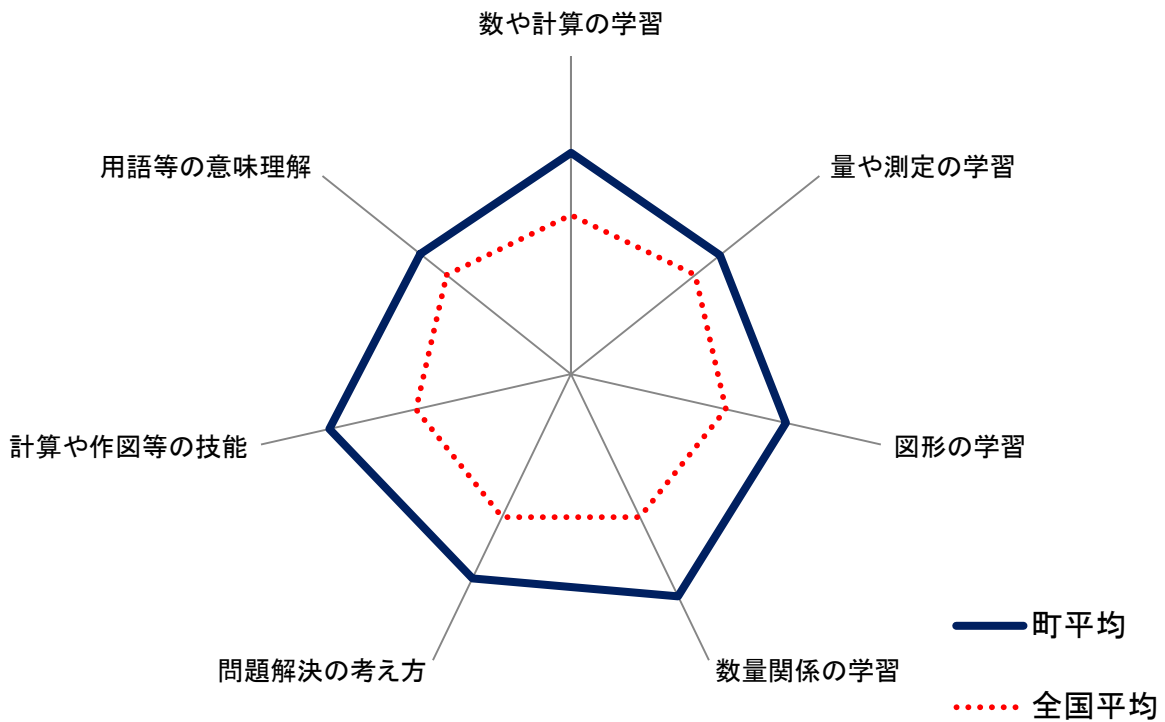 数や計算の学習
用語等の意味理解
量や測定の学習
計算や作図等の技能
図形の学習
問題解決の考え方
数量関係の学習
町平均
全国平均